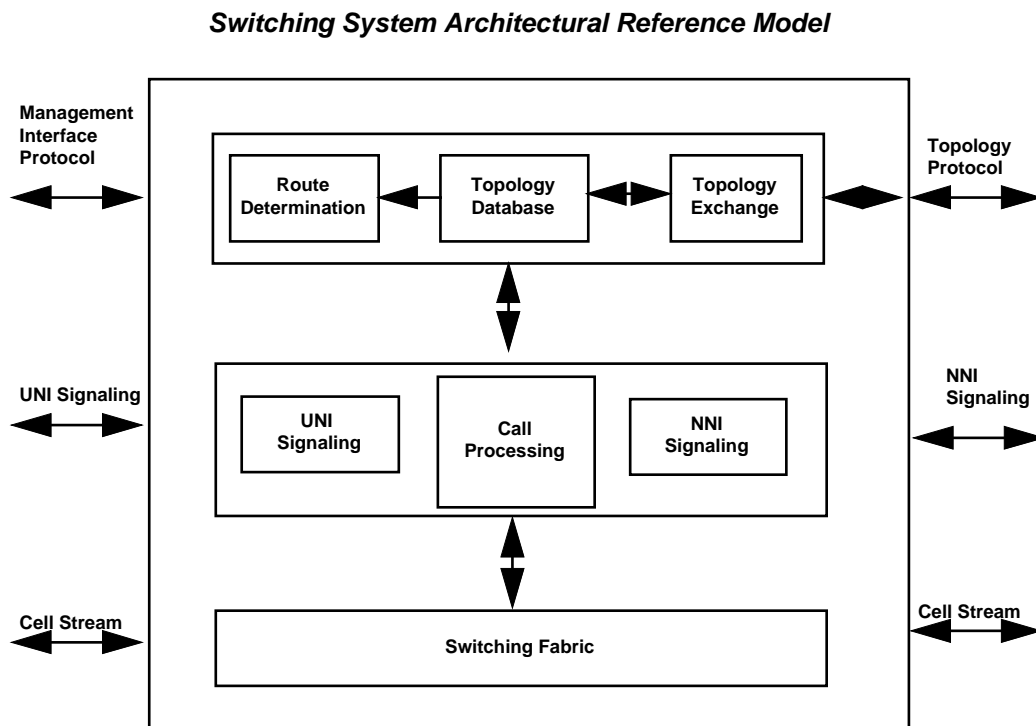 Switching System Architectural Reference Model
Management
Interface
Protocol
Topology
Protocol
Route
Determination
Topology
Database
Topology
Exchange
UNI Signaling
NNI
Signaling
UNI
Signaling
Call
Processing
NNI
Signaling
Cell Stream
Cell Stream
Switching Fabric